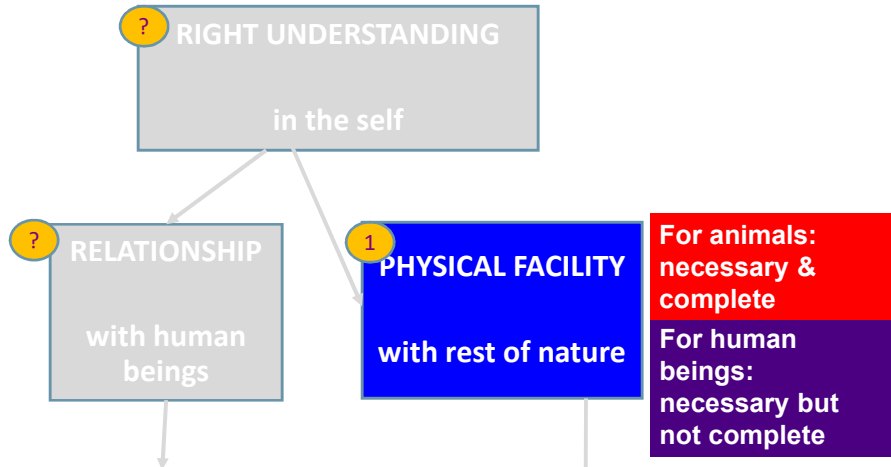 ?
RIGHT UNDERSTANDING
in the self
?
RELATIONSHIP
with human
beings
1
PHYSICAL FACILITY
with rest of nature
For animals:
necessary &
complete
For human
beings:
necessary but
not complete